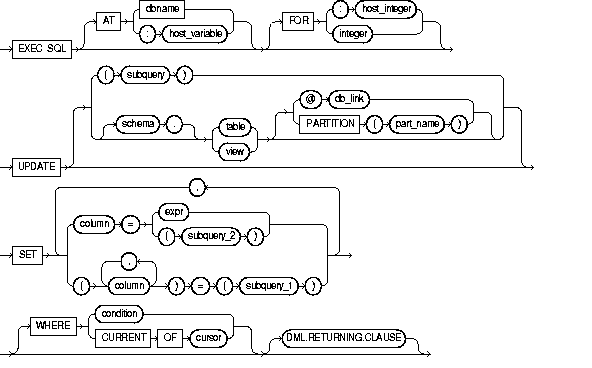 dbname : host_integer
AT FOR
: host_variable integer
EXEC SQL
( subquery )
@ db_link
schema . table
PARTITION ( part_name )
view
UPDATE
,
expr
column =
( subquery_2 )
SET
,
( column ) = ( subquery_1 )
condition
WHERE
CURRENT OF cursor DML.RETURNING.CLAUSE